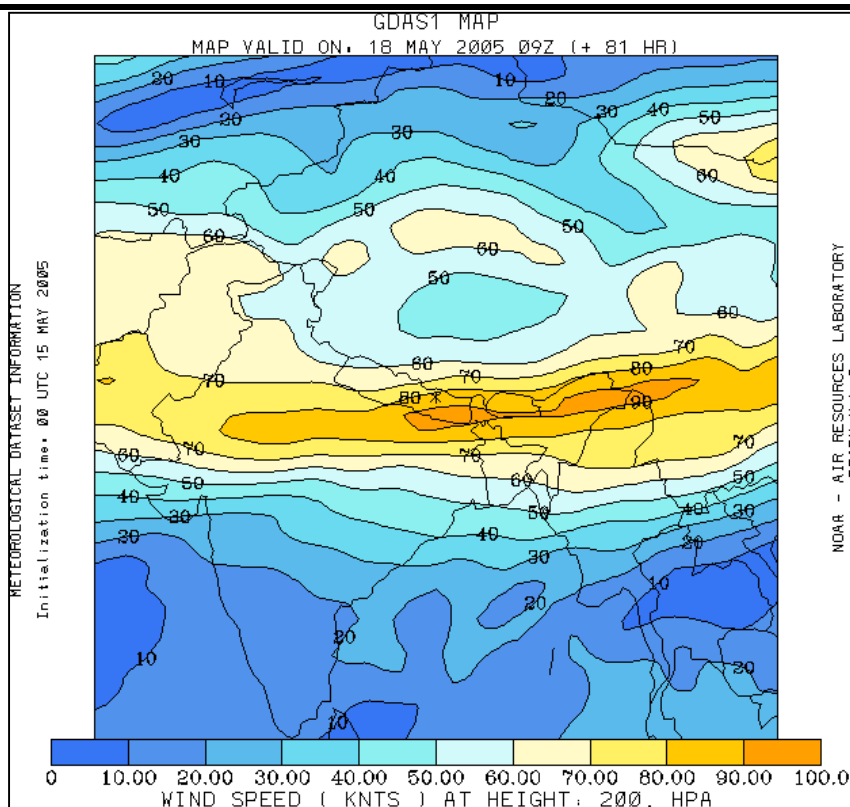 GDAS1 MAP
MAP VALID ON: 18 MAY 2005 09Z (+ 81 HR)
METEOROLOGICAL DATASET INFORMATION
Initialization time: 00 UTC 15 MAY 2005
NOAA - AIR RESOURCES LABORATORY
20 10 10
20 20 30 40 50
30 30
40 40 60
50 50 50
60 60
50
60
60 70
70 70 80
80 90
70 70 70
60 60 50
50 40
40 50 30
30 40 20
20 30 10
20
20 20
10
10
0 10.00 20.00 30.00 40.00 50.00 60.00 70.00 80.00 90.00 100.0
WIND SPEED ( KNTS ) AT HEIGHT: 200. HPA